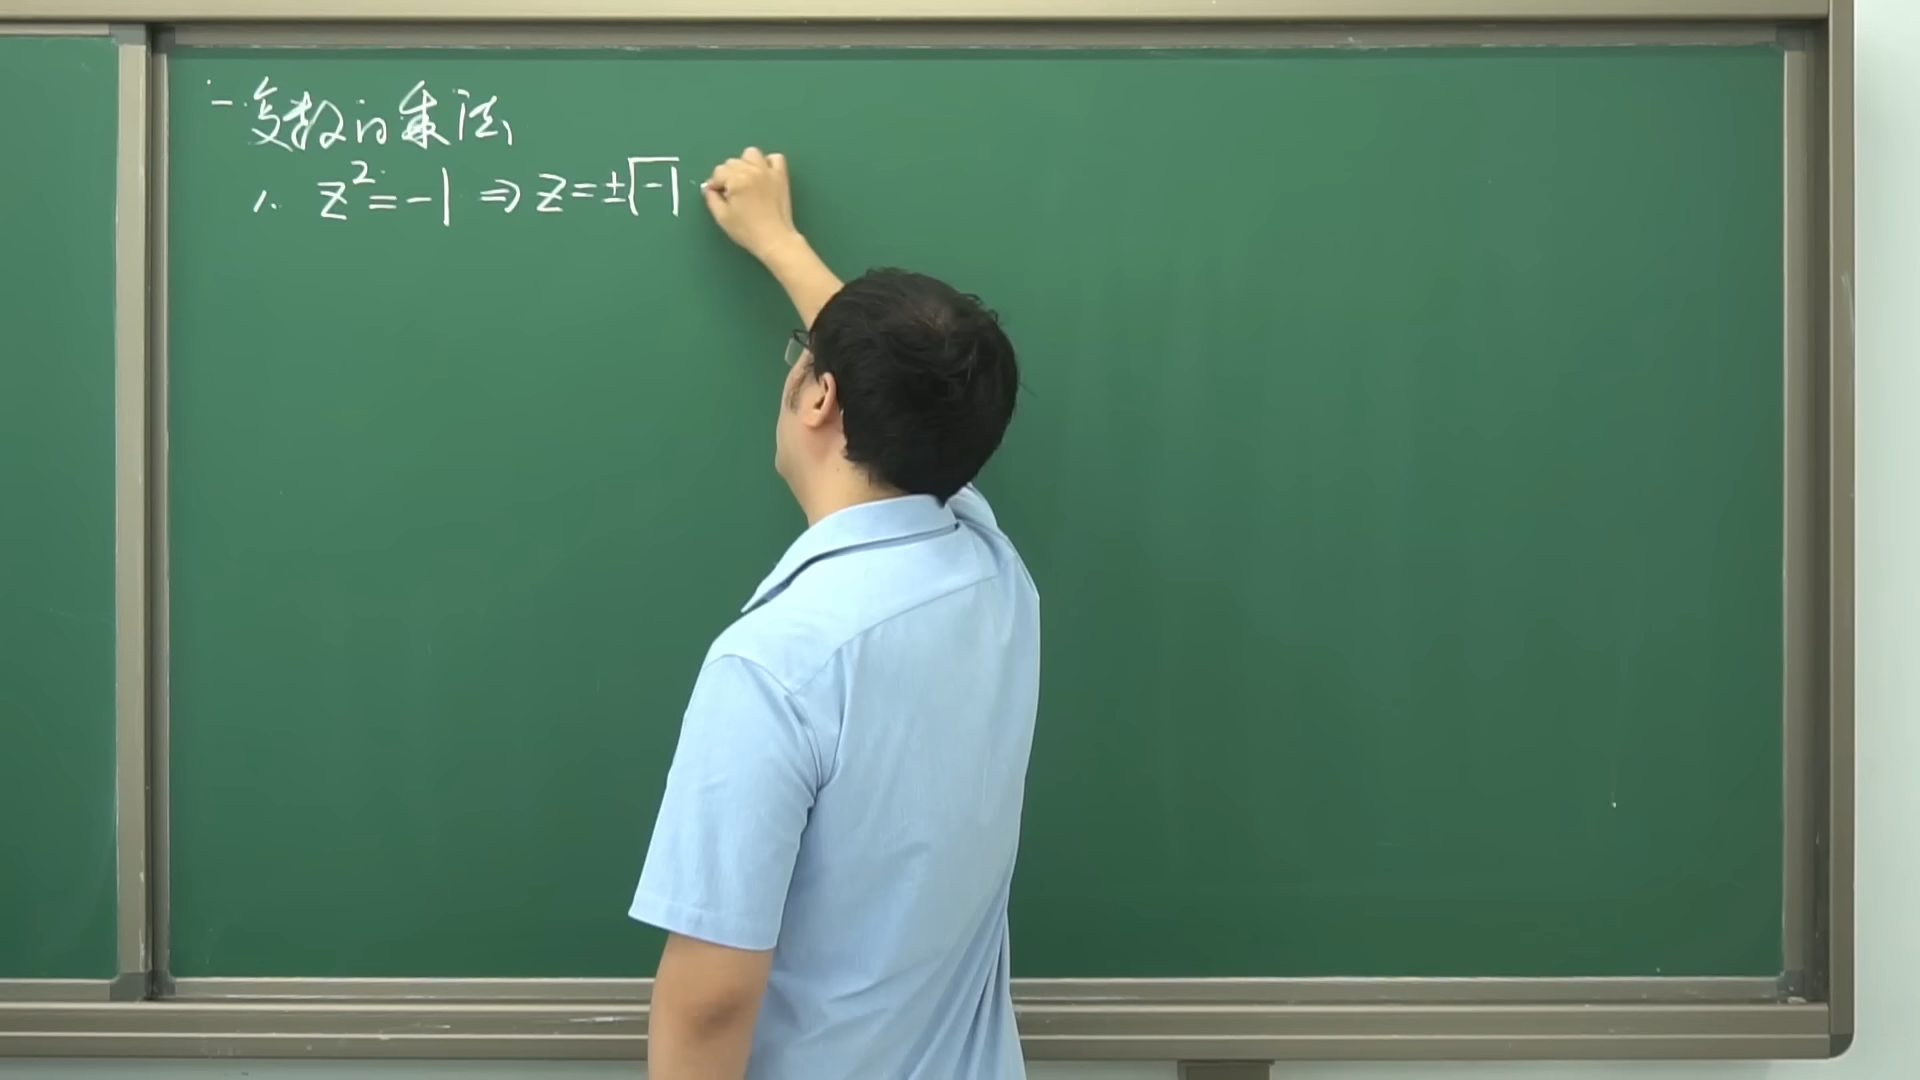 一. 复数的乘法
1. z²=-1 ⇒ z=±√-1